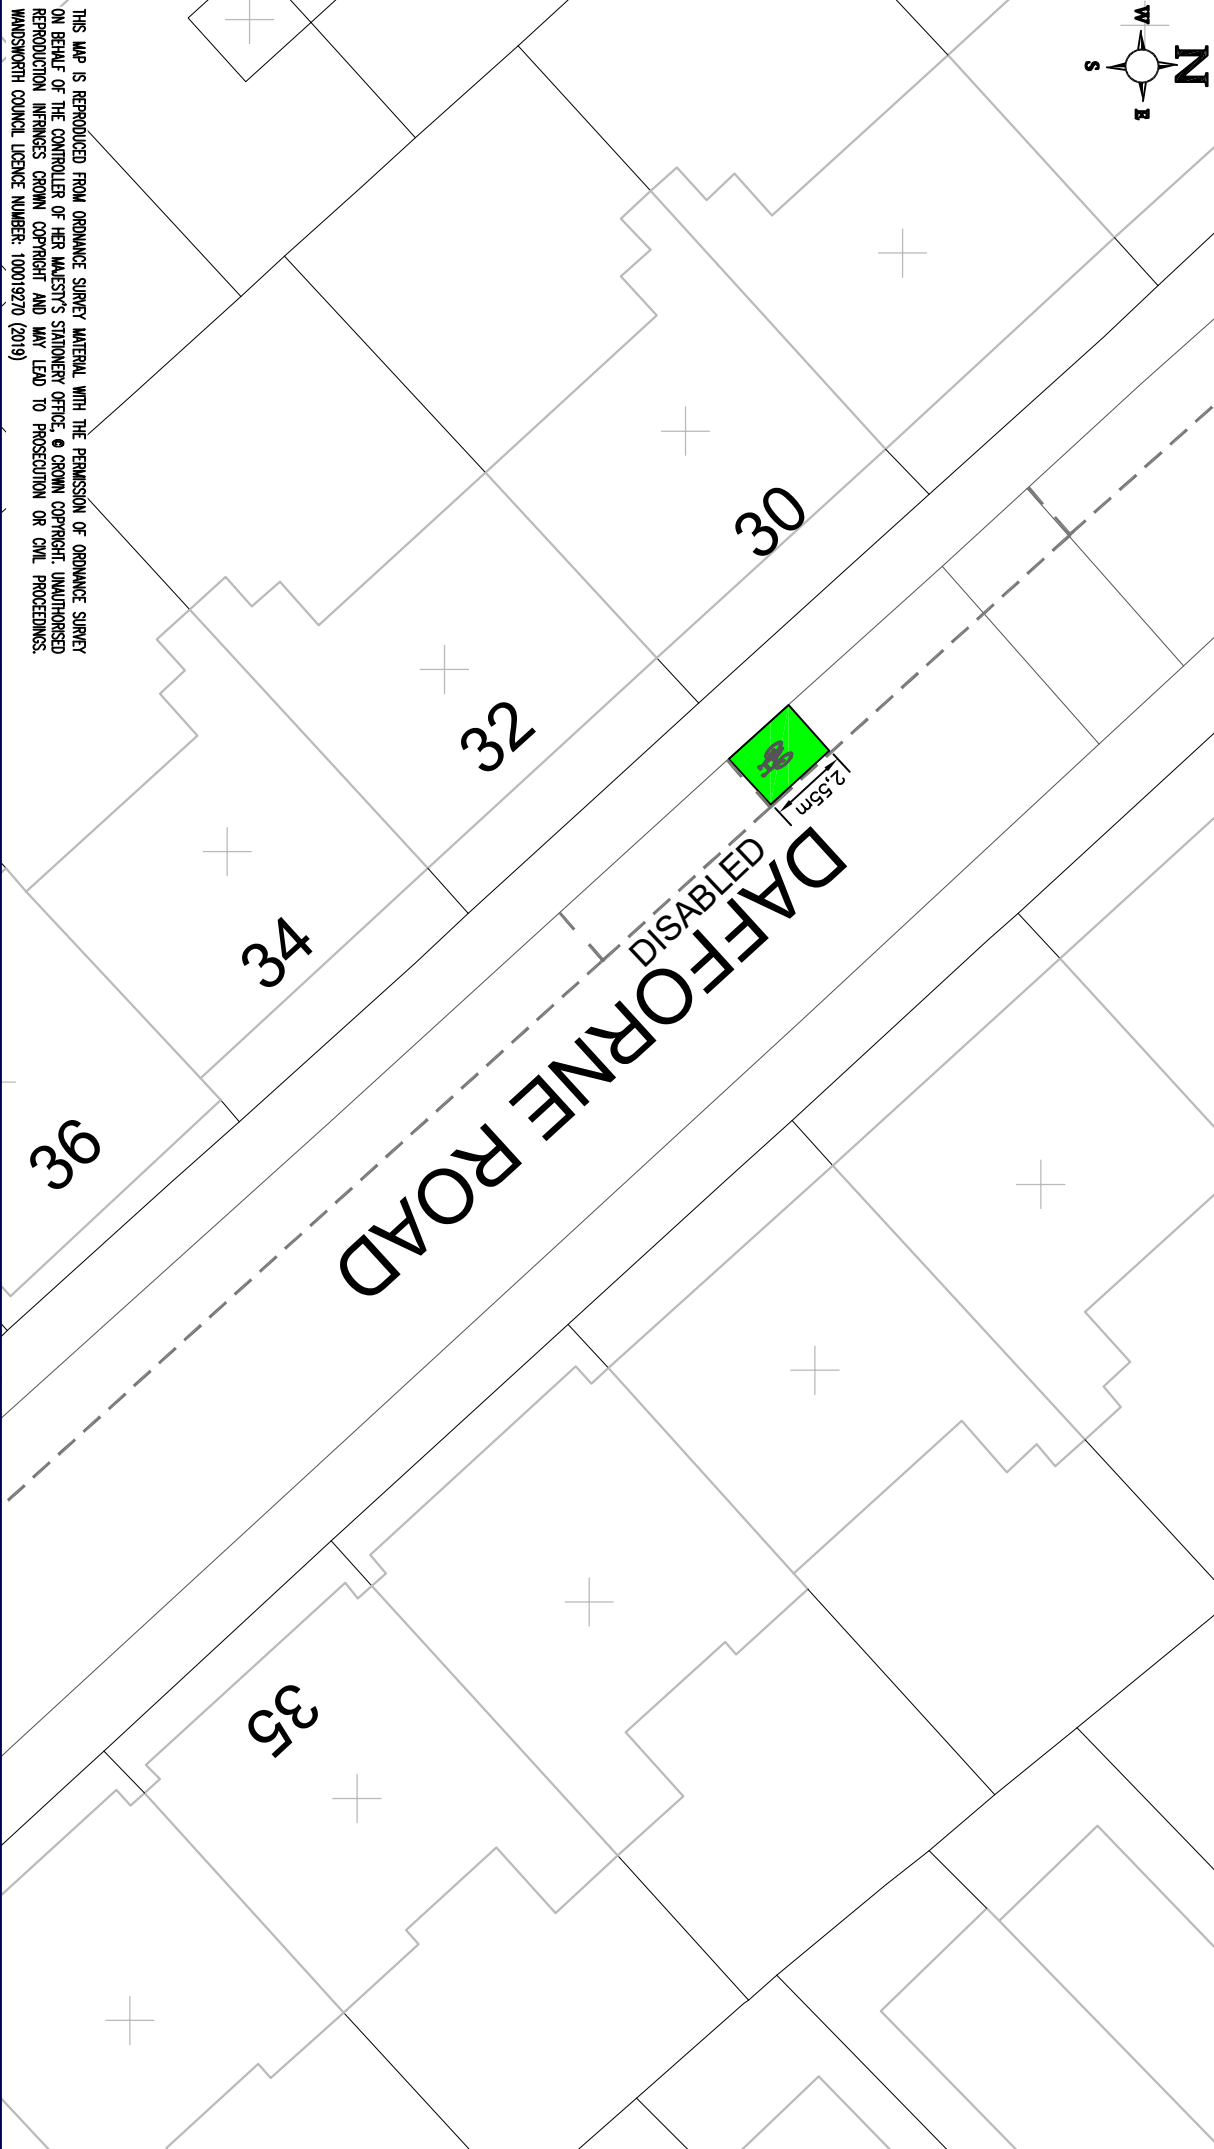 N
W
E
S
30
32
34
36
2,55m
DISABLED
DAFFORNE ROAD
35
THIS MAP IS REPRODUCED FROM ORDNANCE SURVEY MATERIAL WITH THE PERMISSION OF ORDNANCE SURVEY
ON BEHALF OF THE CONTROLLER OF HER MAJESTY'S STATIONERY OFFICE, © CROWN COPYRIGHT. UNAUTHORISED
REPRODUCTION INFRINGES CROWN COPYRIGHT AND MAY LEAD TO PROSECUTION OR CIVIL PROCEEDINGS.
WANDSWORTH COUNCIL LICENCE NUMBER: 100019270 (2019)